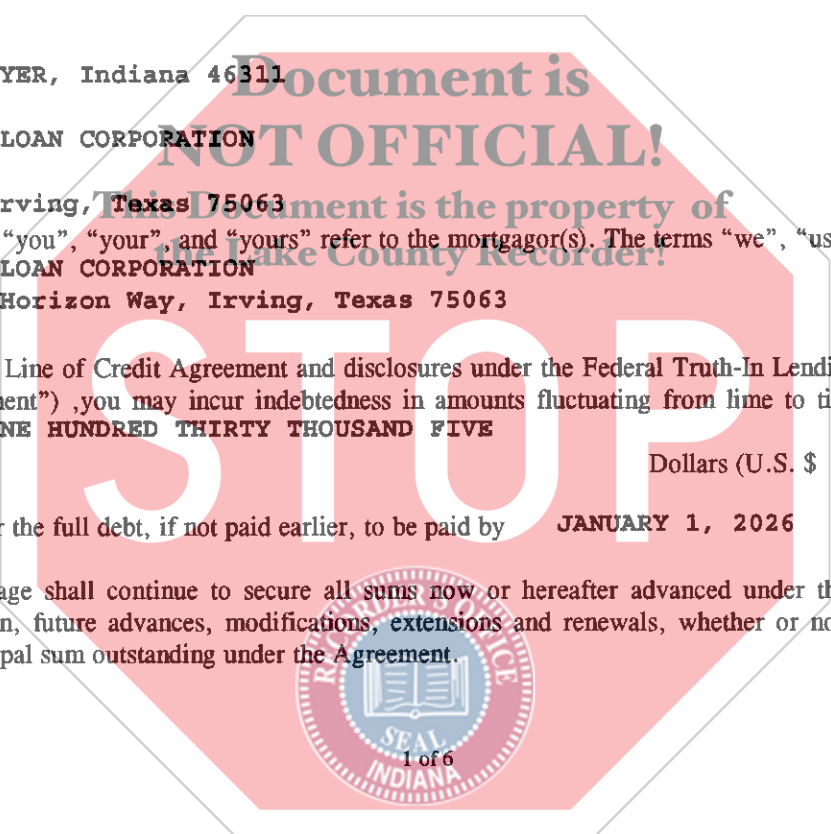 YER, Indiana 46311
Document is
LOAN CORPORATION
NOT OFFICIAL!
rving, Texas 75063
This Document is the property of
"you", "your" and "yours" refer to the mortgagor(s). The terms "we", "us
the Lake County Recorder!
LOAN CORPORATION
Horizon Way, Irving, Texas 75063
STOP
Line of Credit Agreement and disclosures under the Federal Truth-In Lendi
nent") ,you may incur indebtedness in amounts fluctuating from lime to ti
NE HUNDRED THIRTY THOUSAND FIVE
Dollars (U.S. $
r the full debt, if not paid earlier, to be paid by JANUARY 1, 2026
age shall continue to secure all sums now or hereafter advanced under th
n, future advances, modifications, extensions and renewals, whether or no
pal sum outstanding under the Agreement.
RECORDER'S OFFICE
SEAL
INDIANA
1 of 6